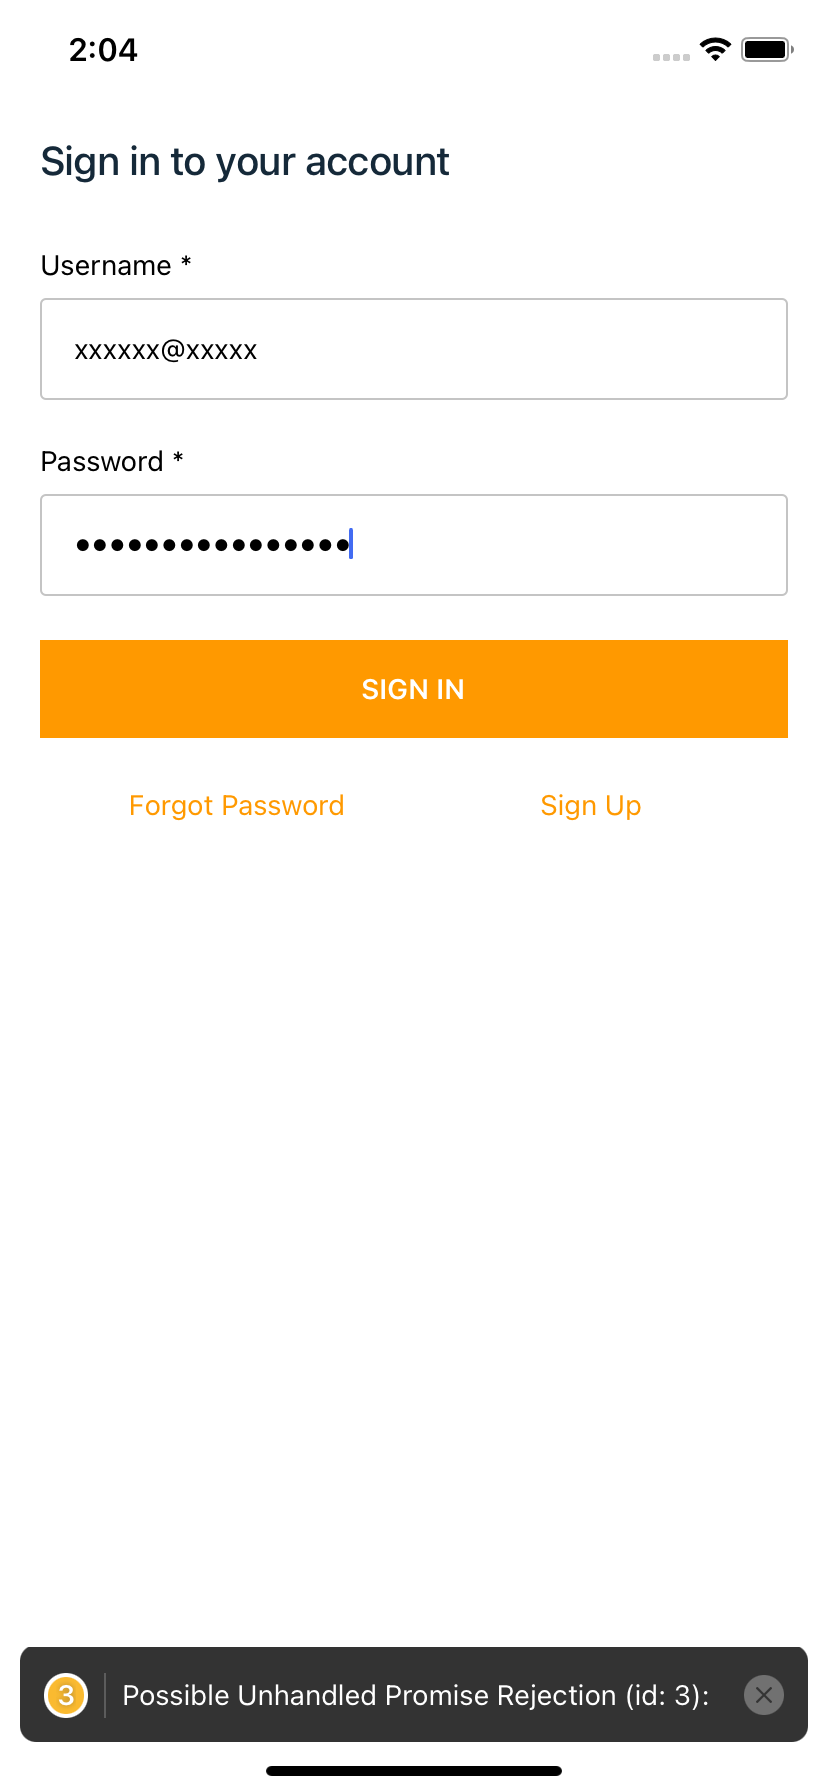 2:04
Sign in to your account
Username *
xxxxxx@xxxxx
Password *
••••••••••••••••
SIGN IN
Forgot Password Sign Up
3 Possible Unhandled Promise Rejection (id: 3):